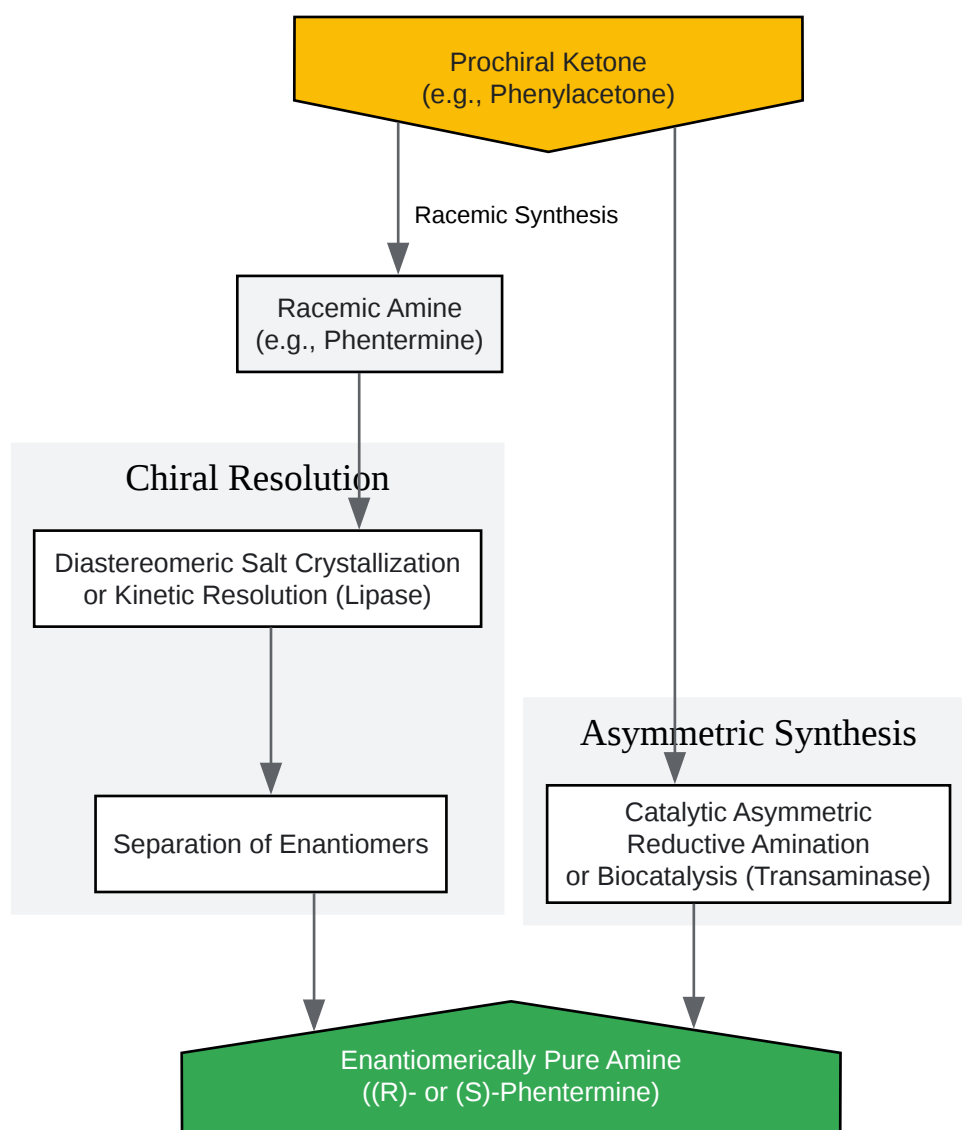 Prochiral Ketone
(e.g., Phenylacetone)
Racemic Synthesis
Racemic Amine
(e.g., Phentermine)
Chiral Resolution
Diastereomeric Salt Crystallization
or Kinetic Resolution (Lipase)
Separation of Enantiomers
Asymmetric Synthesis
Catalytic Asymmetric
Reductive Amination
or Biocatalysis (Transaminase)
Enantiomerically Pure Amine
((R)- or (S)-Phentermine)